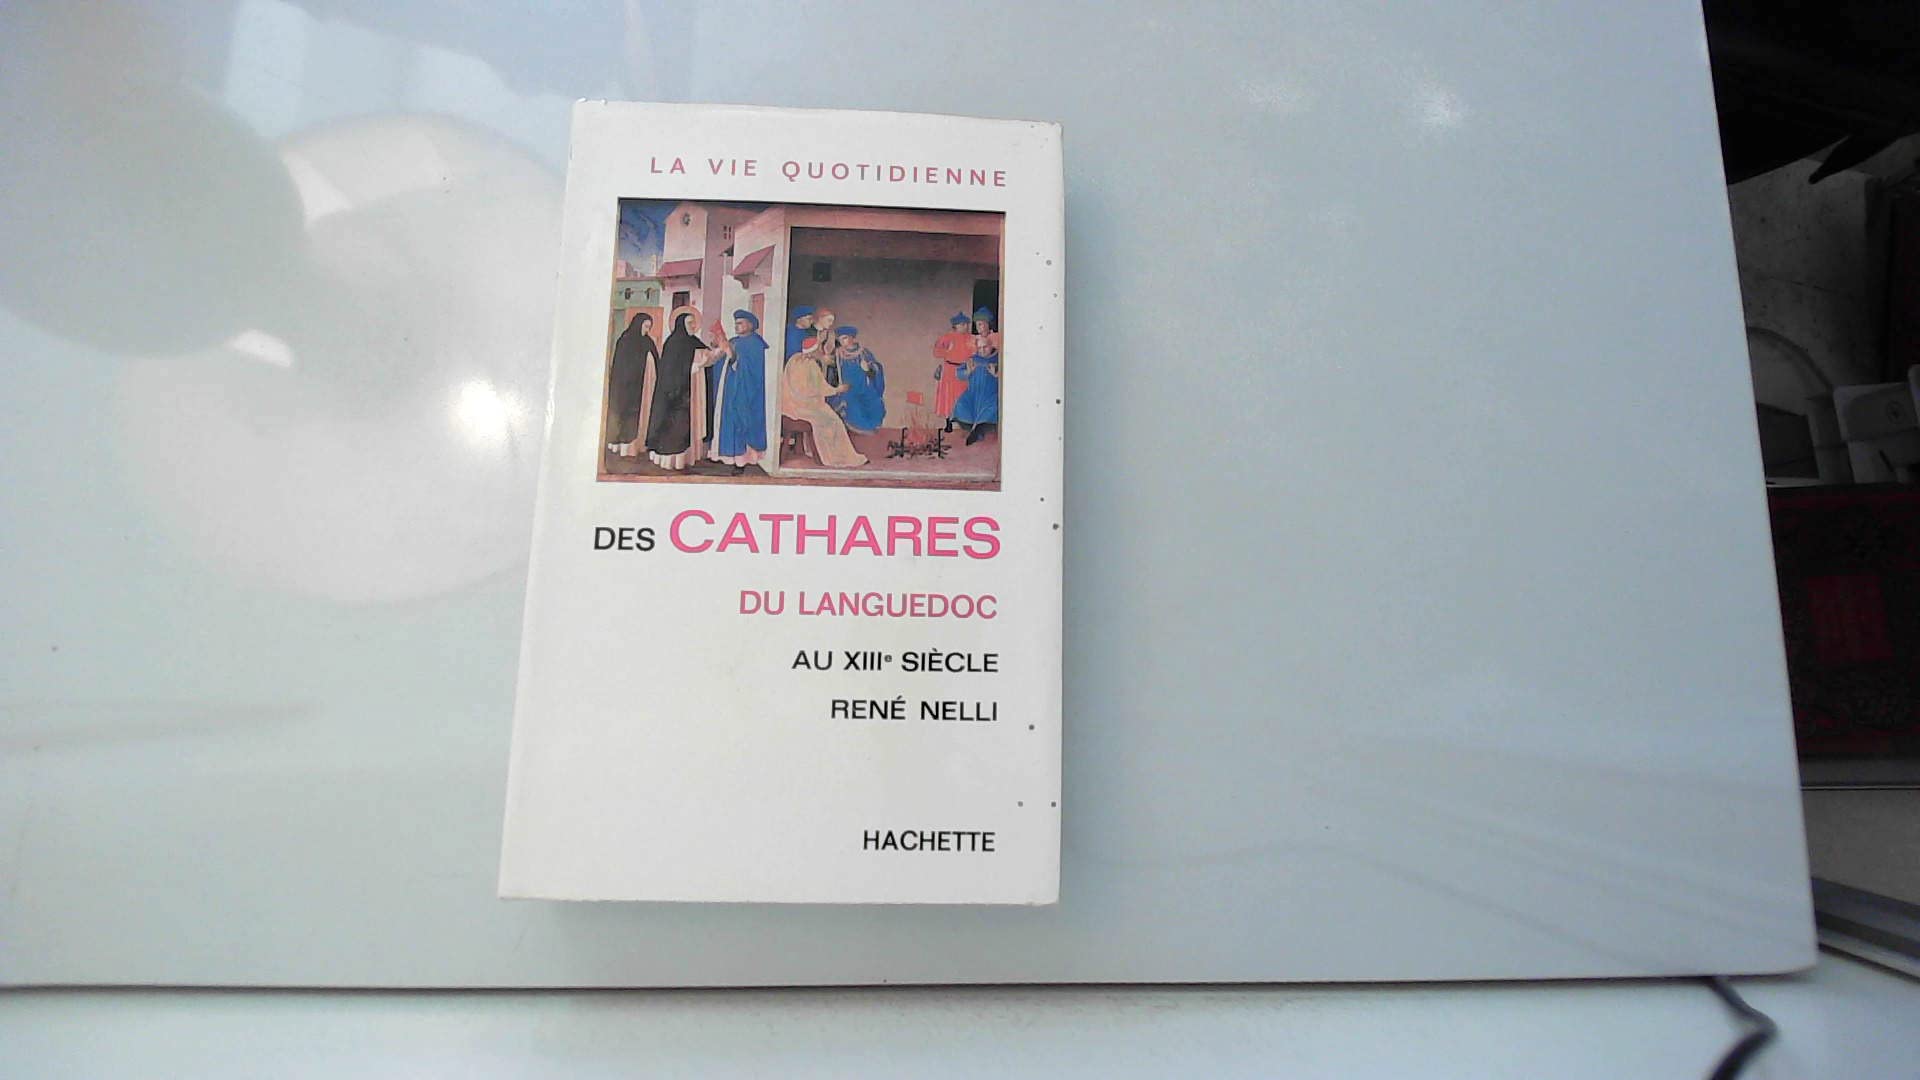 LA VIE QUOTIDIENNE
DES CATHARES
DU LANGUEDOC
AU XIIIe SIÈCLE
RENÉ NELLI
HACHETTE